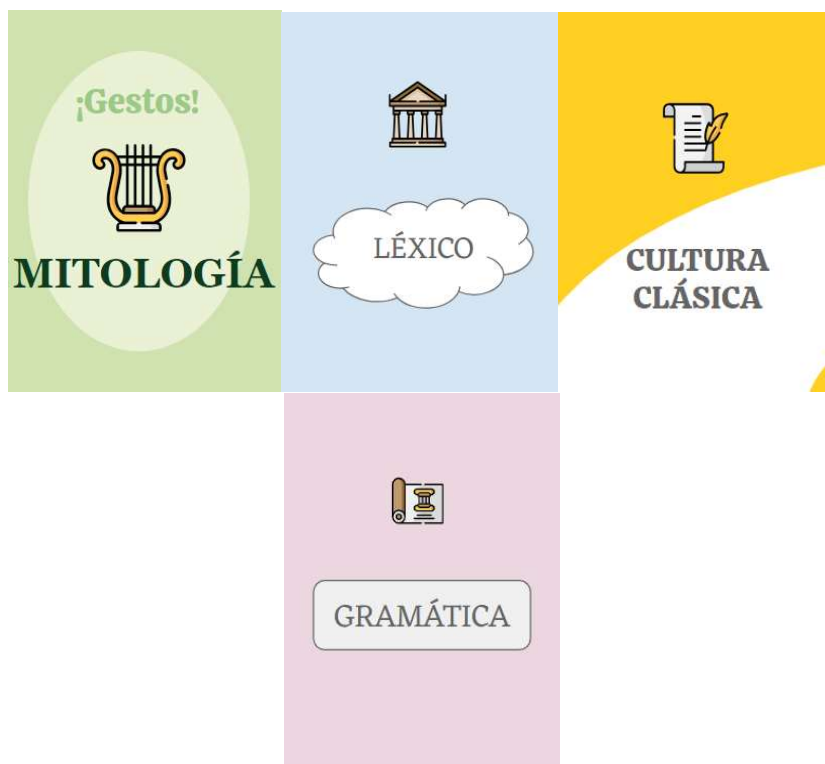 ¡Gestos!
MITOLOGÍA
LÉXICO
CULTURA
CLÁSICA
GRAMÁTICA